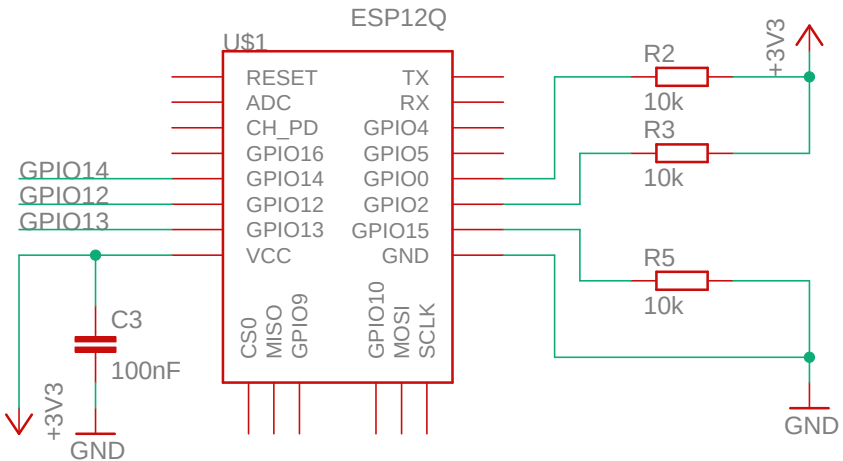 ESP12Q
U$1
RESET
ADC
CH_PD
GPIO16
GPIO14
GPIO12
GPIO13
VCC
TX
RX
GPIO4
GPIO5
GPIO0
GPIO2
GPIO15
GND
CS0
MISO
GPIO9
GPIO10
MOSI
SCLK
GPIO14
GPIO12
GPIO13
C3
100nF
+3V3
GND
R2
10k
R3
10k
+3V3
R5
10k
GND